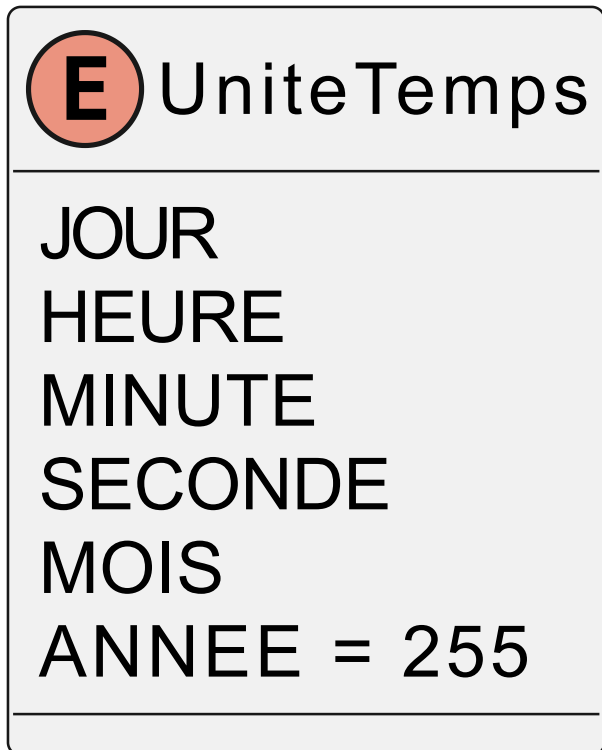 E UniteTemps
JOUR
HEURE
MINUTE
SECONDE
MOIS
ANNEE = 255